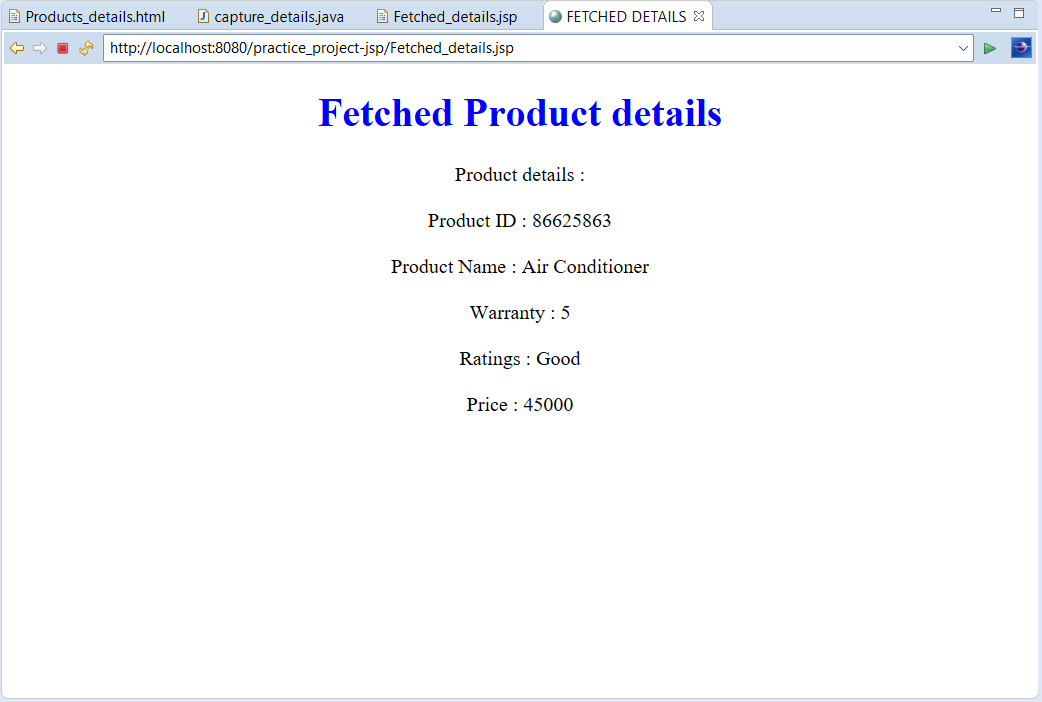 Products_details.html capture_details.java Fetched_details.jsp FETCHED DETAILS
http://localhost:8080/practice_project-jsp/Fetched_details.jsp
Fetched Product details
Product details :
Product ID : 86625863
Product Name : Air Conditioner
Warranty : 5
Ratings : Good
Price : 45000